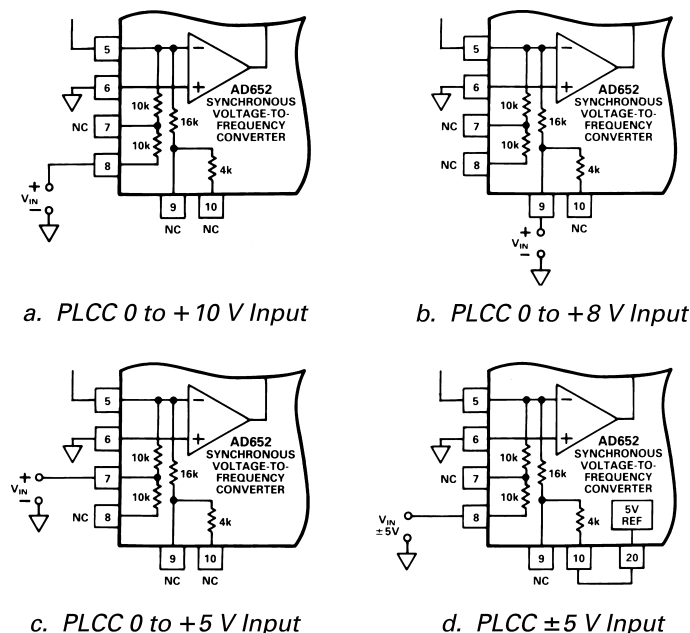 5
6
10k
NC 7
16k
10k
8
4k
+
VIN
−
9
10
NC
NC
−
+
AD652
SYNCHRONOUS
VOLTAGE-TO-
FREQUENCY
CONVERTER
a. PLCC 0 to +10 V Input
5
6
10k
NC 7
16k
10k
NC 8
4k
9
10
NC
+
VIN
−
−
+
AD652
SYNCHRONOUS
VOLTAGE-TO-
FREQUENCY
CONVERTER
b. PLCC 0 to +8 V Input
5
6
10k
+
VIN
−
7
16k
10k
NC 8
4k
9
10
NC
NC
−
+
AD652
SYNCHRONOUS
VOLTAGE-TO-
FREQUENCY
CONVERTER
c. PLCC 0 to +5 V Input
5
6
10k
NC 7
16k
10k
8
4k
VIN
±5V
9
10
20
NC
−
+
AD652
SYNCHRONOUS
VOLTAGE-TO-
FREQUENCY
CONVERTER
5V
REF
d. PLCC ±5 V Input